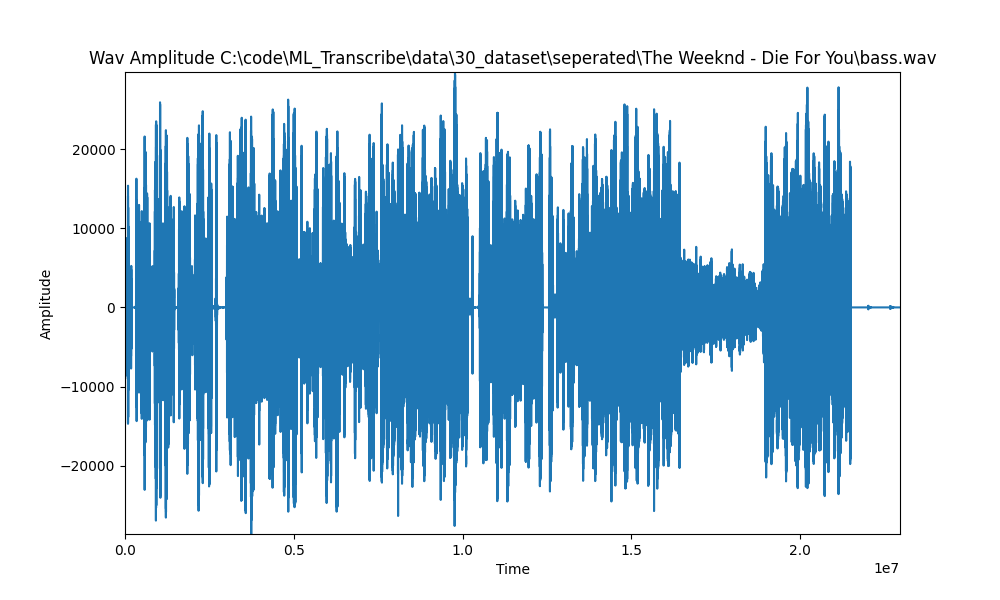 Wav Amplitude C:\code\ML_Transcribe\data\30_dataset\seperated\The Weeknd - Die For You\bass.wav
20000
10000
0
−10000
−20000
Amplitude
0.0 0.5 1.0 1.5 2.0
1e7
Time